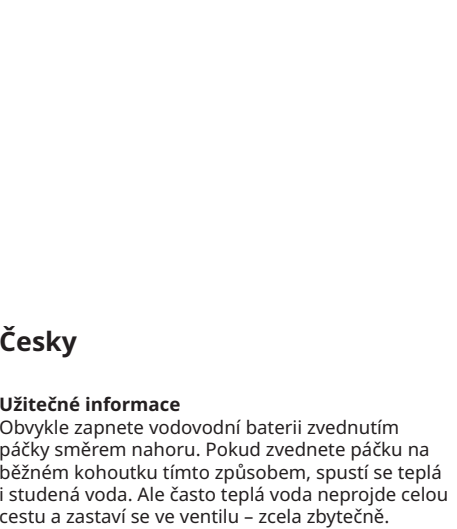 Česky
Užitečné informace
Obvykle zapnete vodovodní baterii zvednutím
páčky směrem nahoru. Pokud zvednete páčku na
běžném kohoutku tímto způsobem, spustí se teplá
i studená voda. Ale často teplá voda neprojde celou
cestu a zastaví se ve ventilu – zcela zbytečně.